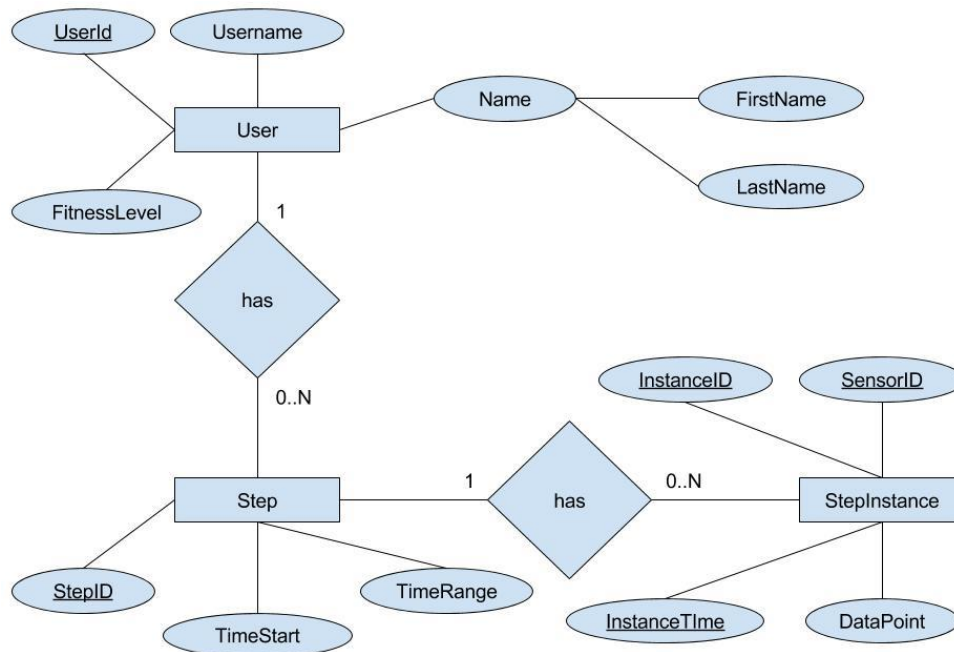 UserId
Username
Name
FirstName
User
LastName
FitnessLevel
1
has
0..N
InstanceID
SensorID
Step
1
has
0..N
StepInstance
StepID
TimeRange
TimeStart
InstanceTIme
DataPoint